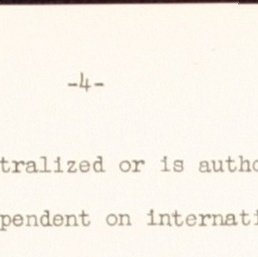 -4-
tralized or is autho
pendent on internati